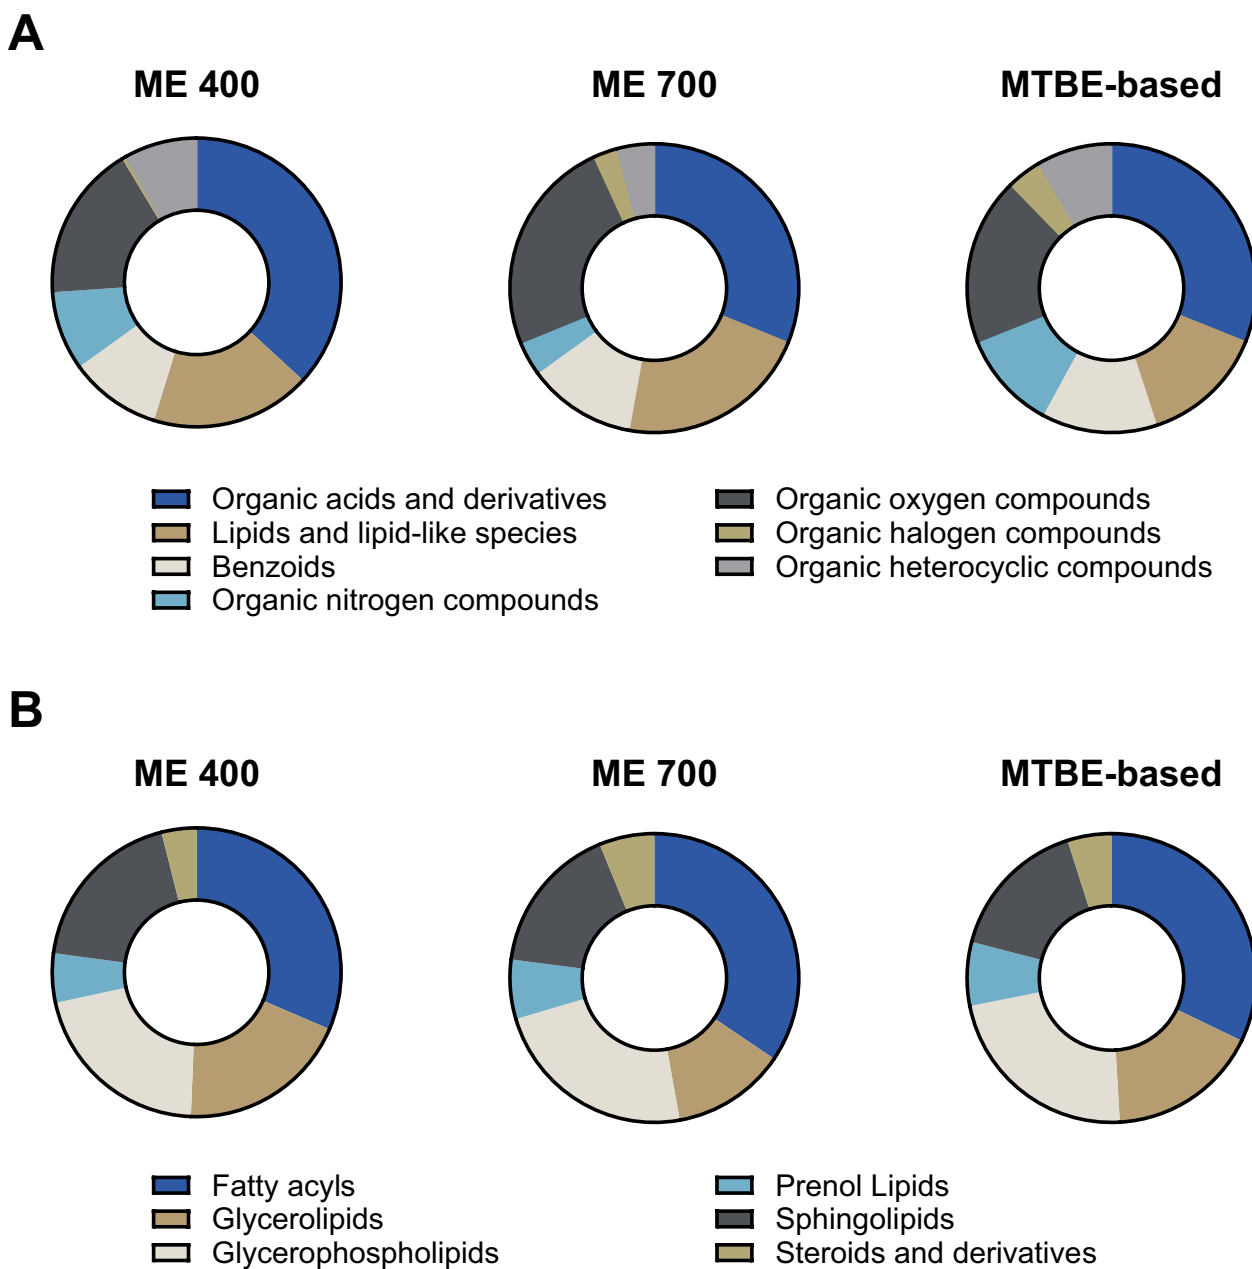 A
ME 400
ME 700
MTBE-based
Organic acids and derivatives
Lipids and lipid-like species
Benzoids
Organic nitrogen compounds
Organic oxygen compounds
Organic halogen compounds
Organic heterocyclic compounds
B
ME 400
ME 700
MTBE-based
Fatty acyls
Glycerolipids
Glycerophospholipids
Prenol Lipids
Sphingolipids
Steroids and derivatives